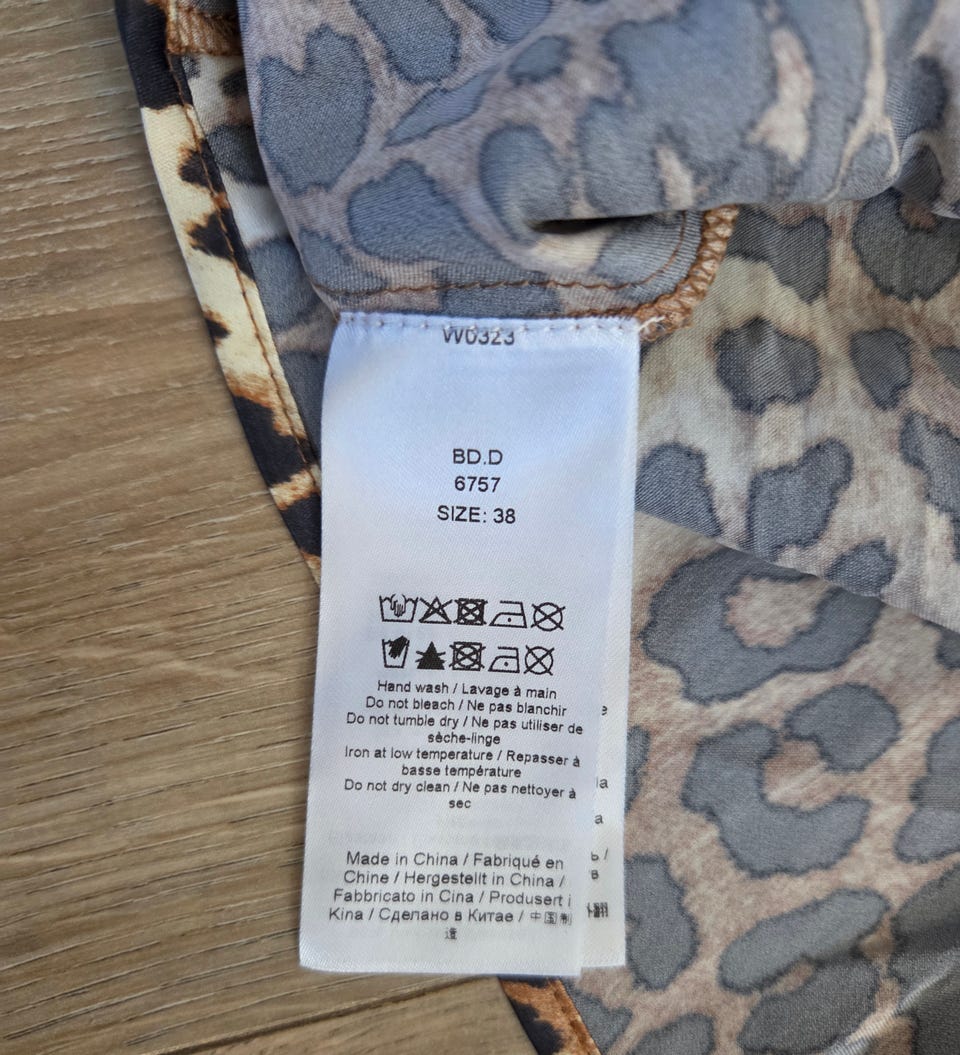 W0323
BD.D
6757
SIZE: 38
Hand wash / Lavage à main
Do not bleach / Ne pas blanchir
Do not tumble dry / Ne pas utiliser de
sèche-linge
Iron at low temperature / Repasser à
basse température
Do not dry clean / Ne pas nettoyer à
sec
Made in China / Fabriqué en
Chine / Hergestellt in China /
Fabbricato in Cina / Produsert i
Kina / Сделано в Китае / 中国制
造
e
la
a
ь /
в